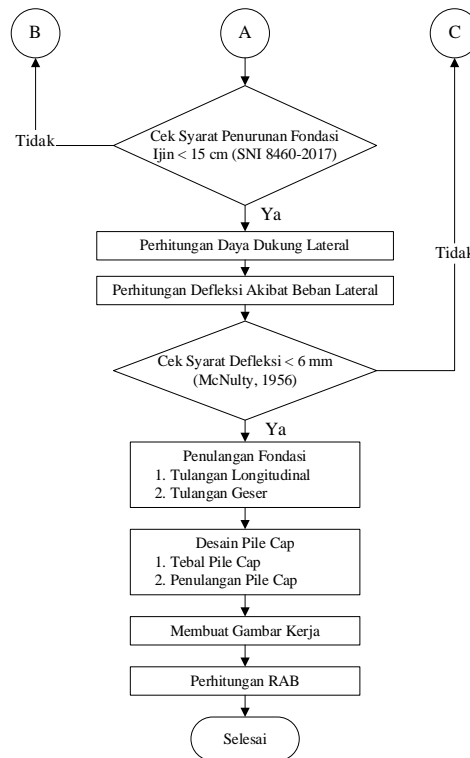 B
A
C
Cek Syarat Penurunan Fondasi
Ijin < 15 cm (SNI 8460-2017)
Tidak
Ya
Perhitungan Daya Dukung Lateral
Tidak
Perhitungan Defleksi Akibat Beban Lateral
Cek Syarat Defleksi < 6 mm
(McNulty, 1956)
Ya
Penulangan Fondasi
1. Tulangan Longitudinal
2. Tulangan Geser
Desain Pile Cap
1. Tebal Pile Cap
2. Penulangan Pile Cap
Membuat Gambar Kerja
Perhitungan RAB
Selesai